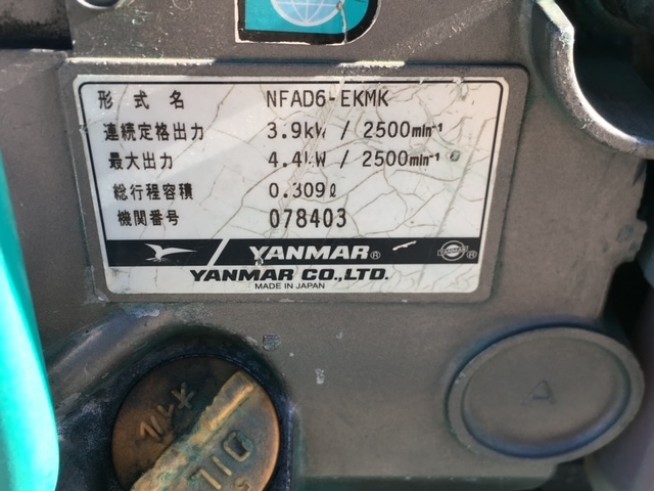 形式名 NFAD6-EKMK
連続定格出力 3.9kW / 2500min⁻¹
最大出力 4.4kW / 2500min⁻¹
総行程容積 0.309ℓ
機関番号 078403
YANMAR®
YANMAR CO.,LTD.
MADE IN JAPAN
OIL